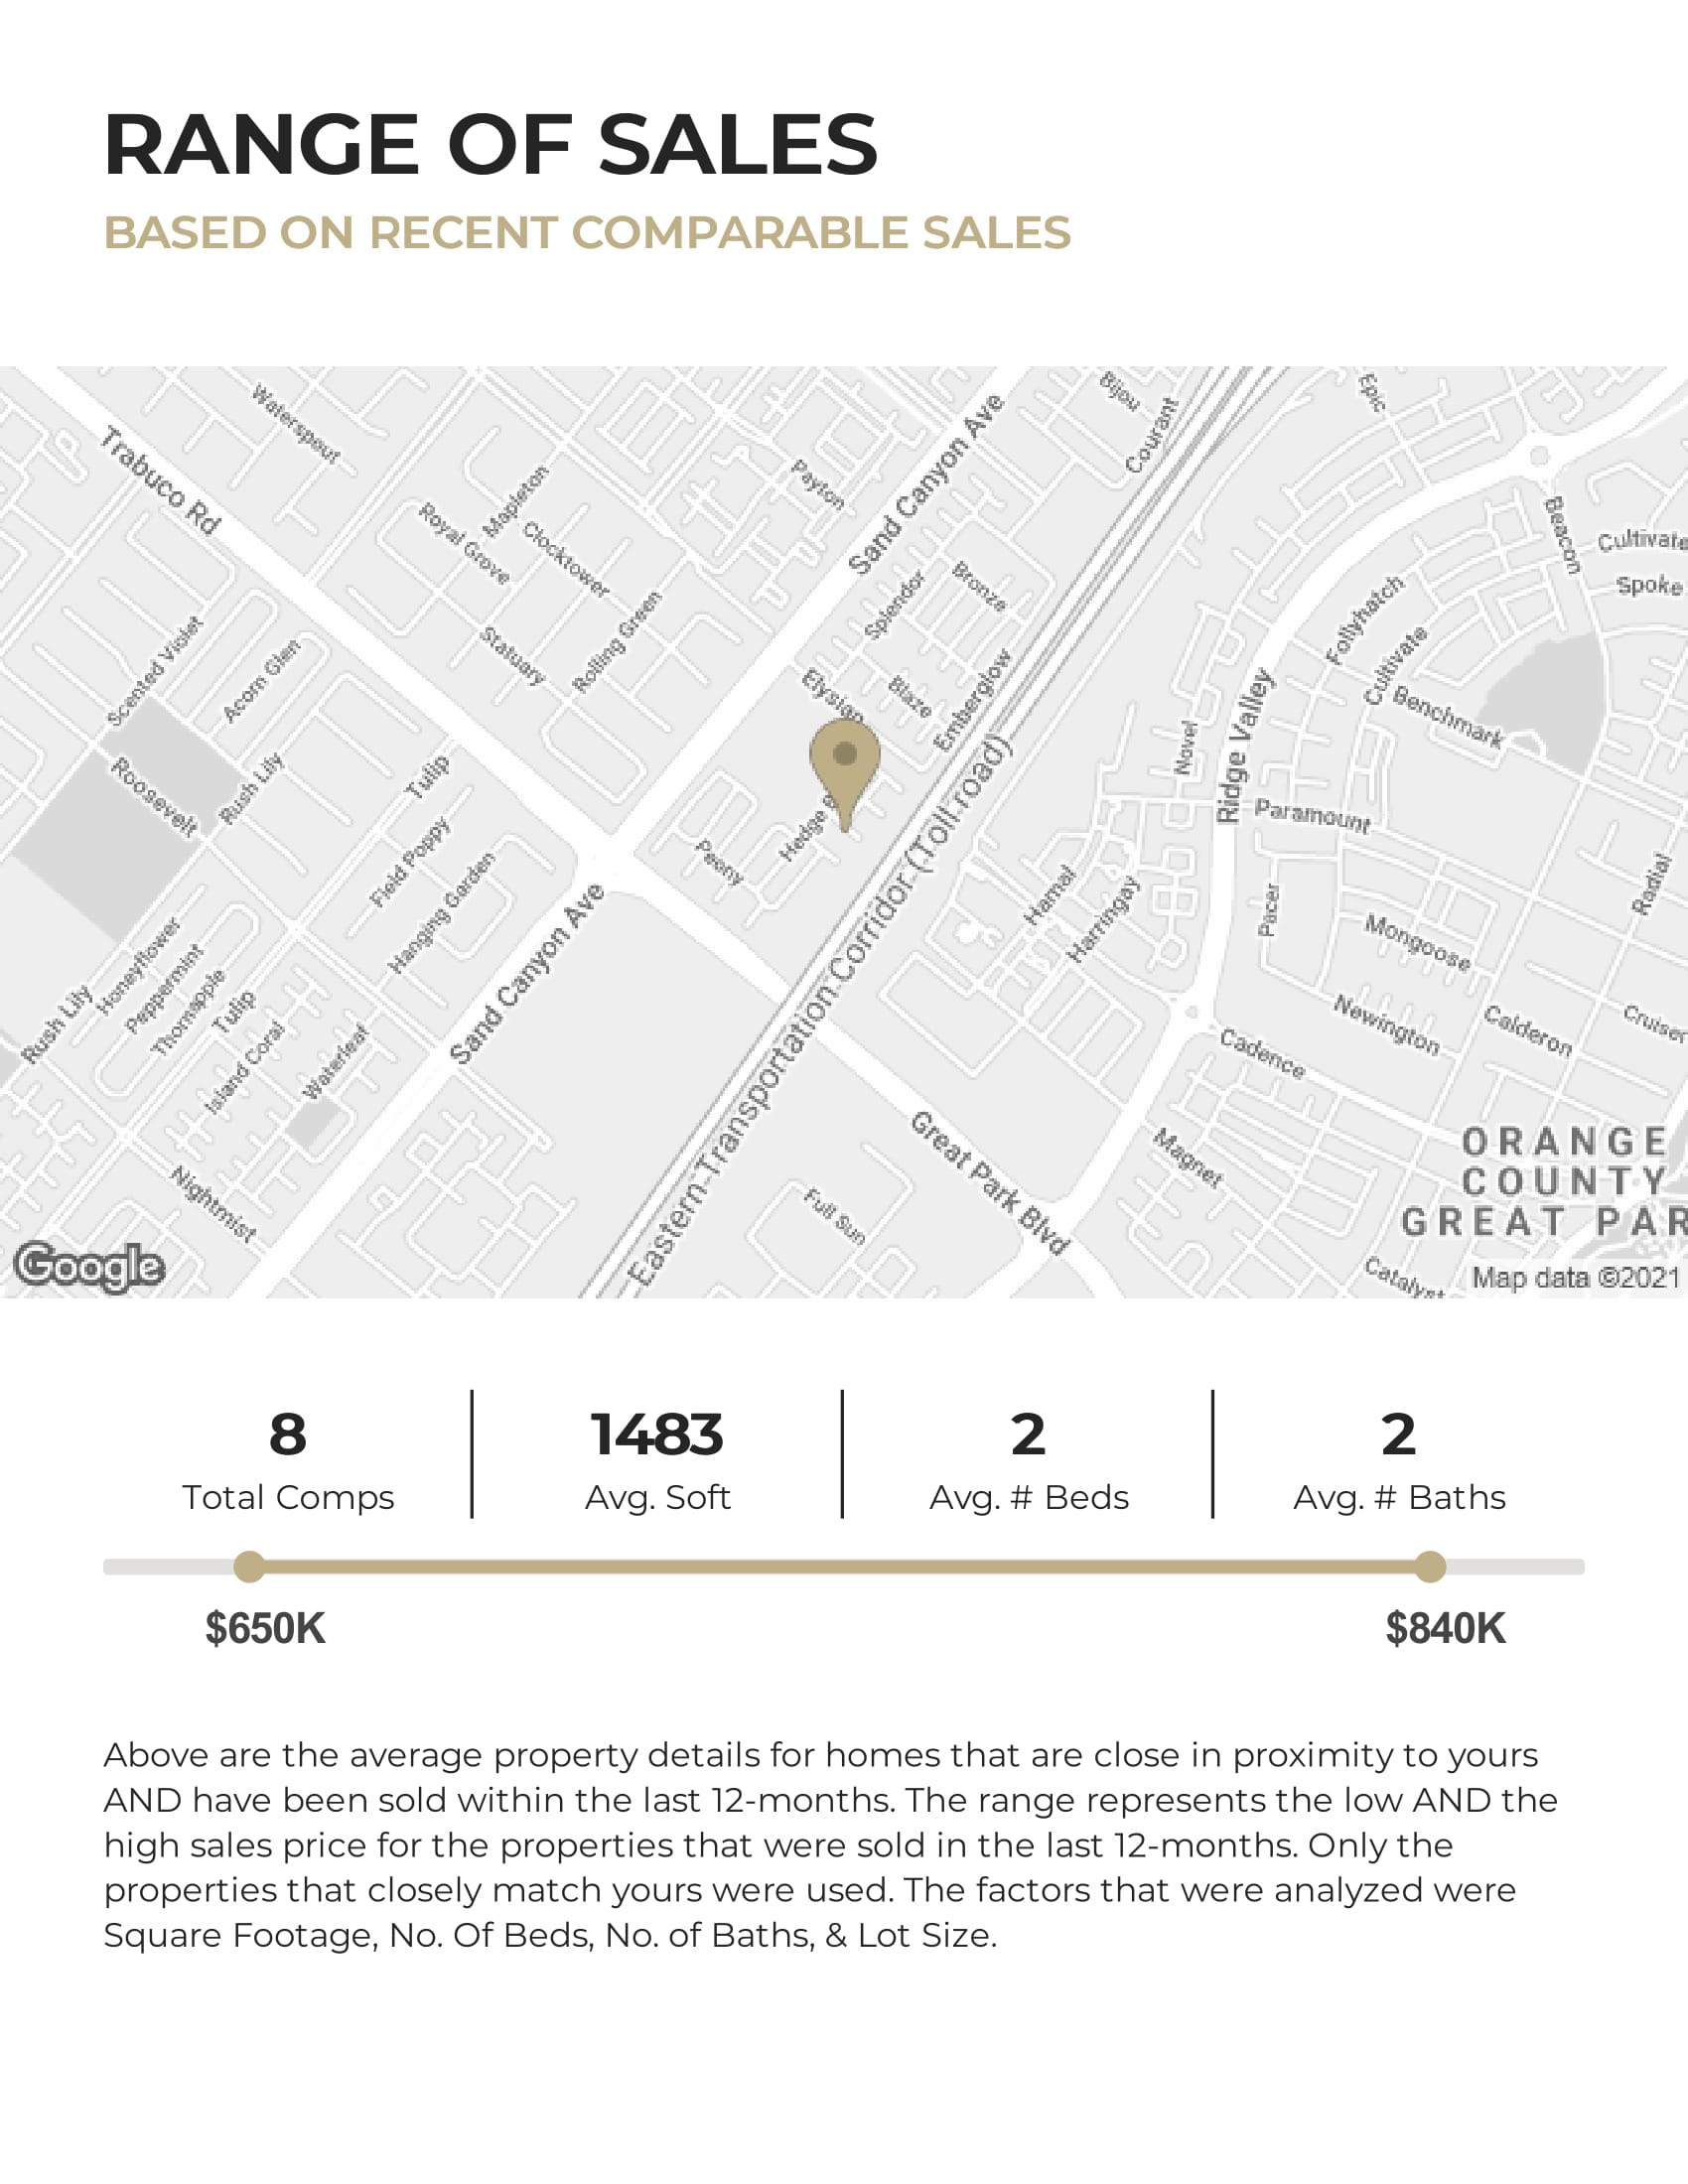 RANGE OF SALES
BASED ON RECENT COMPARABLE SALES
Waterspout
Trabuco Rd
Mapleton
Royal Grove
Clocktower
Payton
Sand Canyon Ave
Bijou
Courant
Epic
Beacon
Cultivate
Spoke
Splendor
Bronze
Follyhatch
Cultivate
Benchmark
Scented Violet
Acorn Glen
Statuary
Rolling Green
Elysian
Blaze
Emberglow
Novel
Ridge Valley
Paramount
Roosevelt
Rush Lily
Tulip
Field Poppy
Hanging Garden
Peony
Hedge
Hamal
Harringay
Pacer
Mongoose
Radial
Newington
Calderon
Cruiser
Cadence
Rush Lily
Honeyflower
Peppermint
Thornapple
Tulip
Island Coral
Waterleaf
Sand Canyon Ave
Eastern Transportation Corridor (Toll road)
Great Park Blvd
Magnet
Nightmist
Full Sun
ORANGE
COUNTY
GREAT PAR
Catalyst
Google
Map data ©2021
8
Total Comps
1483
Avg. Soft
2
Avg. # Beds
2
Avg. # Baths
$650K
$840K
Above are the average property details for homes that are close in proximity to yours
AND have been sold within the last 12-months. The range represents the low AND the
high sales price for the properties that were sold in the last 12-months. Only the
properties that closely match yours were used. The factors that were analyzed were
Square Footage, No. Of Beds, No. of Baths, & Lot Size.